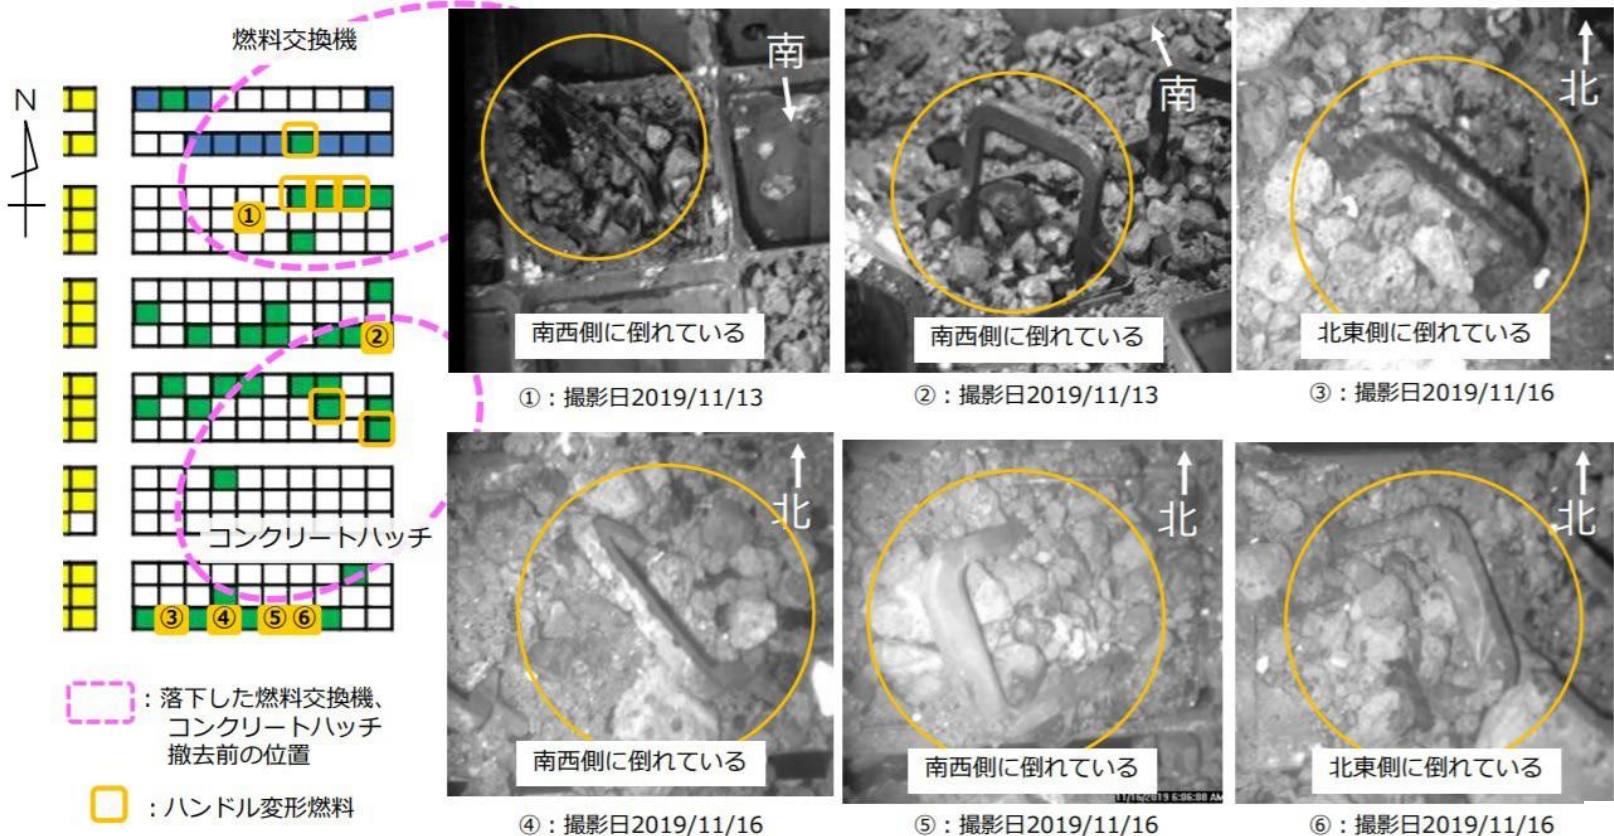 燃料交換機
N
①
②
コンクリートハッチ
③
④
⑤
⑥
：落下した燃料交換機、
コンクリートハッチ
撤去前の位置
：ハンドル変形燃料
南
南西側に倒れている
①：撮影日2019/11/13
南
南西側に倒れている
②：撮影日2019/11/13
北
北東側に倒れている
③：撮影日2019/11/16
北
南西側に倒れている
④：撮影日2019/11/16
北
南西側に倒れている
⑤：撮影日2019/11/16
北
北東側に倒れている
⑥：撮影日2019/11/16